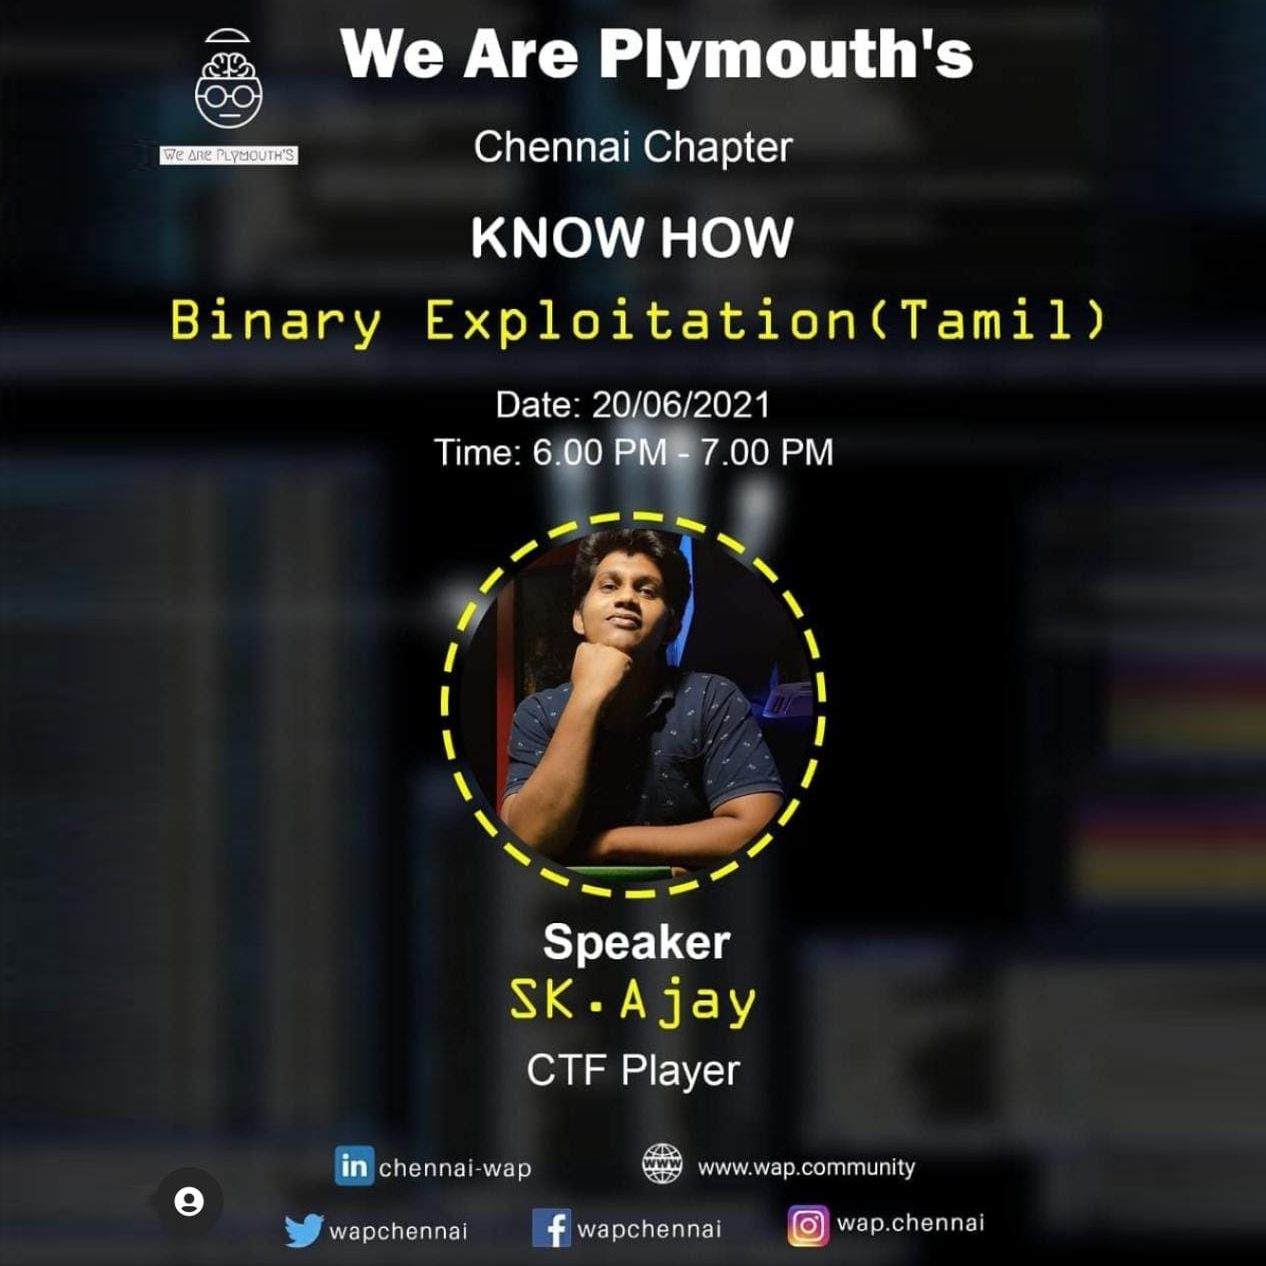 We Are Plymouth's
WE ARE PLYMOUTH'S
Chennai Chapter
KNOW HOW
Binary Exploitation(Tamil)
Date: 20/06/2021
Time: 6.00 PM - 7.00 PM
Speaker
SK.Ajay
CTF Player
in chennai-wap
www www.wap.community
wapchennai
f wapchennai
wap.chennai